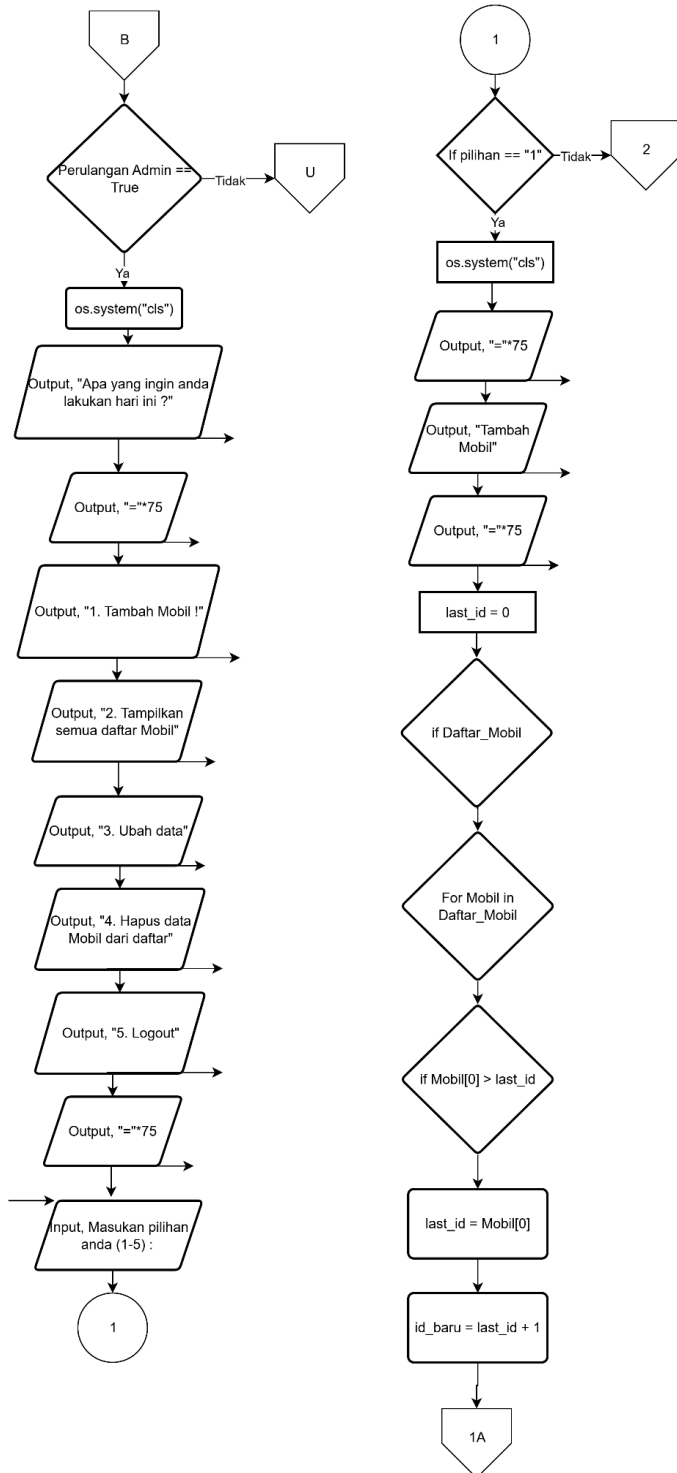 B
Perulangan Admin ==
True
Tidak
U
Ya
os.system("cls")
Output, "Apa yang ingin anda
lakukan hari ini ?"
Output, "="*75
Output, "1. Tambah Mobil !"
Output, "2. Tampilkan
semua daftar Mobil"
Output, "3. Ubah data"
Output, "4. Hapus data
Mobil dari daftar"
Output, "5. Logout"
Output, "="*75
Input, Masukan pilihan
anda (1-5) :
1
1
If pilihan == "1"
Tidak
2
Ya
os.system("cls")
Output, "="*75
Output, "Tambah
Mobil"
Output, "="*75
last_id = 0
if Daftar_Mobil
For Mobil in
Daftar_Mobil
if Mobil[0] > last_id
last_id = Mobil[0]
id_baru = last_id + 1
1A